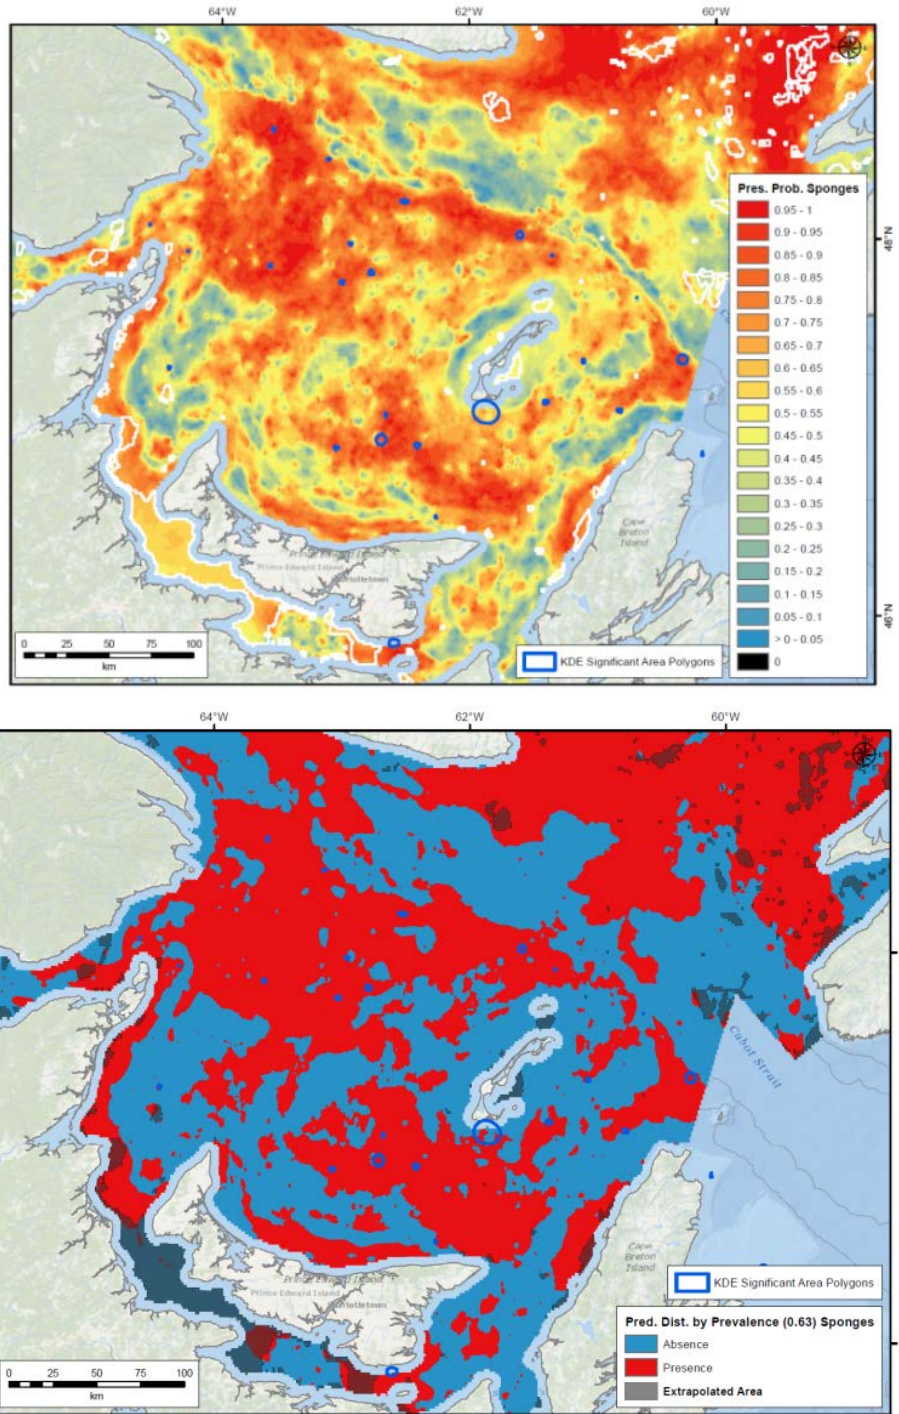 64°W 62°W 60°W
Pres. Prob. Sponges
0.95 - 1
0.9 - 0.95
48°N
0.85 - 0.9
0.8 - 0.85
0.75 - 0.8
0.7 - 0.75
0.65 - 0.7
0.6 - 0.65
0.55 - 0.6
0.5 - 0.55
0.45 - 0.5
0.4 - 0.45
0.35 - 0.4
0.3 - 0.35
0.25 - 0.3
0.2 - 0.25
0.15 - 0.2
0.1 - 0.15
0.05 - 0.1
> 0 - 0.05
0
Cape
Breton
Island
Prince Edward Island
Prince Edward Island
46°N
0 25 50 75 100
km
KDE Significant Area Polygons
64°W 62°W 60°W
Cabot Strait
Cape
Breton
Island
Prince Edward Island
KDE Significant Area Polygons
Pred. Dist. by Prevalence (0.63) Sponges
Absence
Presence
Extrapolated Area
0 25 50 75 100
km